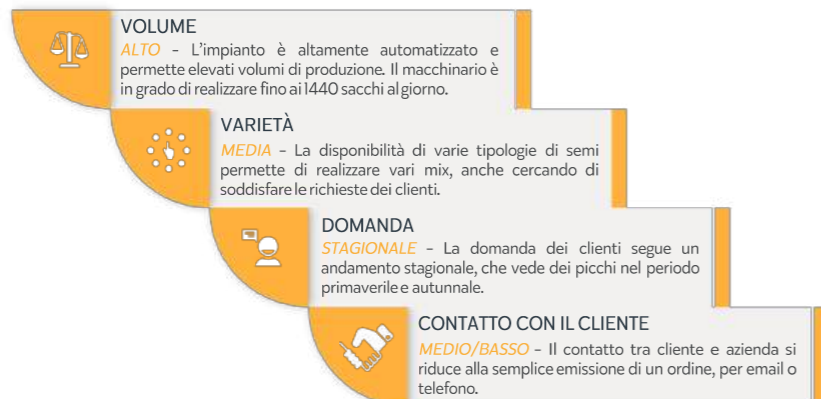 VOLUME
ALTO – L'impianto è altamente automatizzato e
permette elevati volumi di produzione. Il macchinario è
in grado di realizzare fino ai 1440 sacchi al giorno.
VARIETÀ
MEDIA – La disponibilità di varie tipologie di semi
permette di realizzare vari mix, anche cercando di
soddisfare le richieste dei clienti.
DOMANDA
STAGIONALE – La domanda dei clienti segue un
andamento stagionale, che vede dei picchi nel periodo
primaverile e autunnale.
CONTATTO CON IL CLIENTE
MEDIO/BASSO – Il contatto tra cliente e azienda si
riduce alla semplice emissione di un ordine, per email o
telefono.